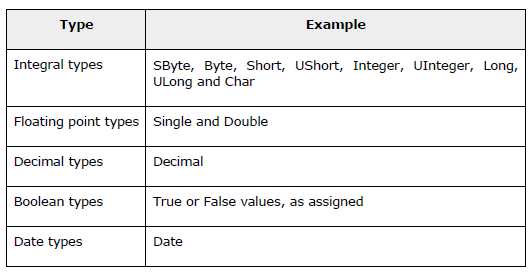 Type Example
Integral types SByte, Byte, Short, UShort, Integer, UInteger, Long,
ULong and Char
Floating point types Single and Double
Decimal types Decimal
Boolean types True or False values, as assigned
Date types Date